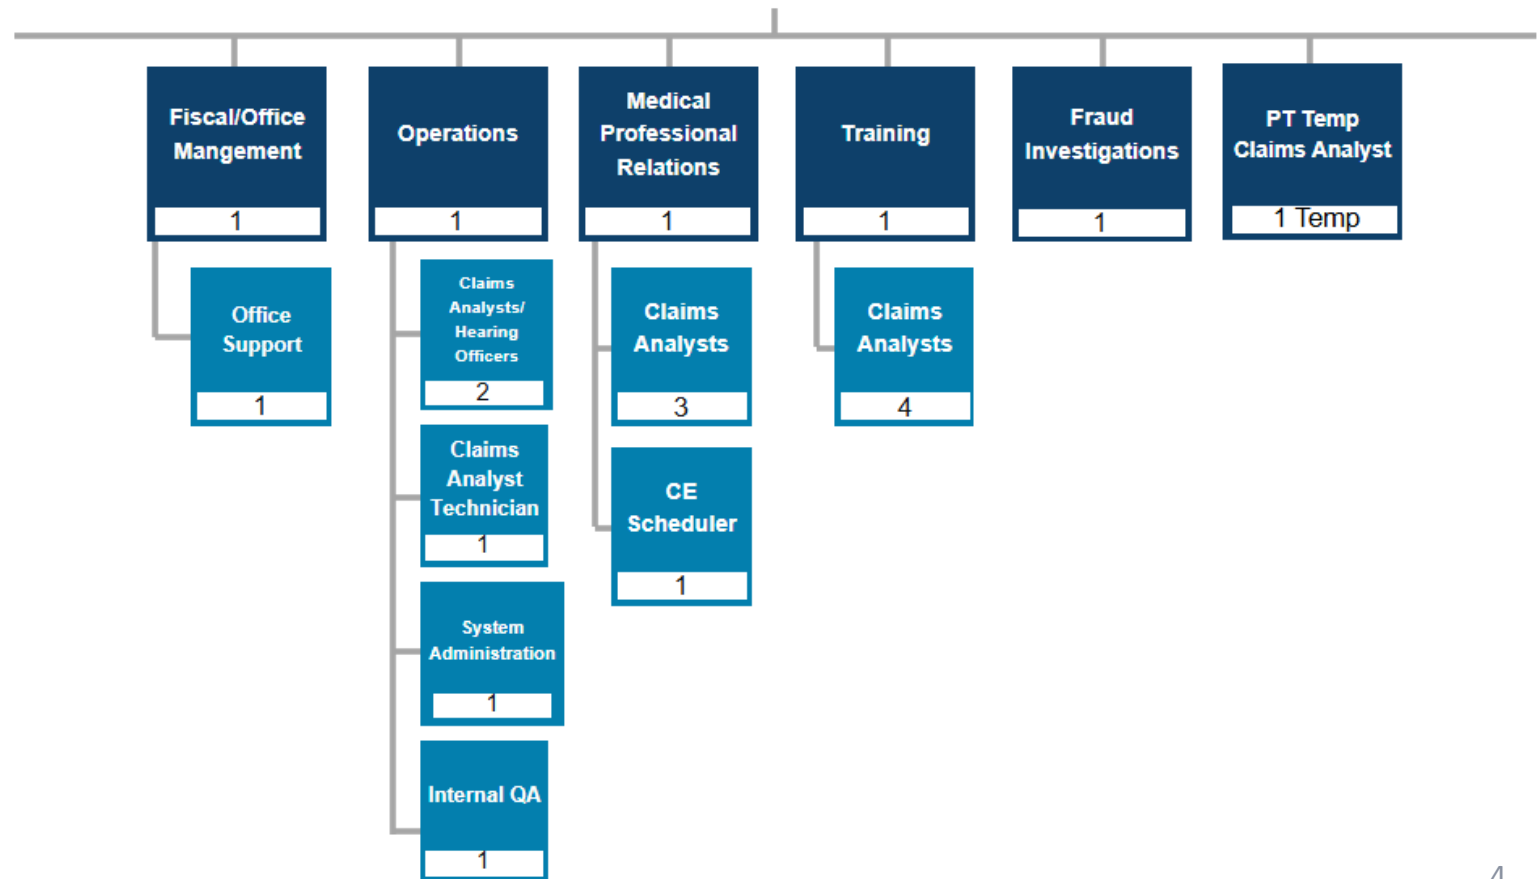 Fiscal/Office
Mangement
1
Operations
1
Medical
Professional
Relations
1
Training
1
Fraud
Investigations
1
PT Temp
Claims Analyst
1 Temp
Office
Support
1
Claims
Analysts/
Hearing
Officers
2
Claims
Analyst
Technician
1
System
Administration
1
Internal QA
1
Claims
Analysts
3
CE
Scheduler
1
Claims
Analysts
4
4